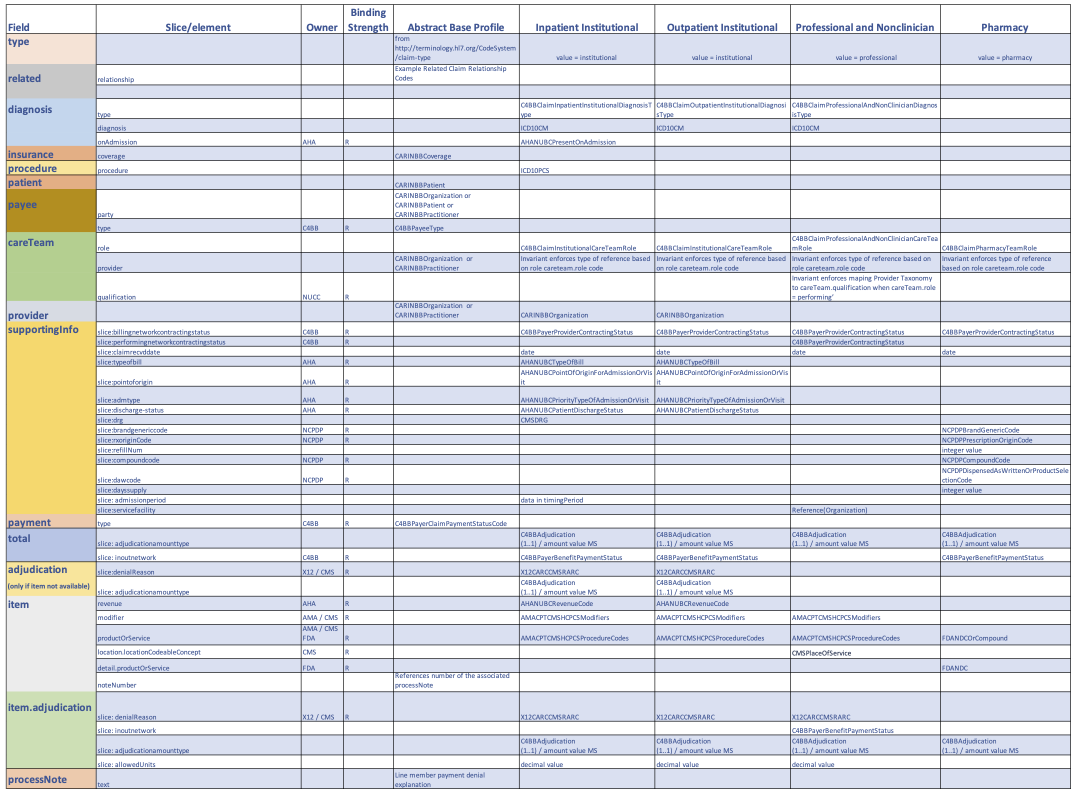 Field Slice/element Owner Binding Strength Abstract Base Profile Inpatient Institutional Outpatient Institutional Professional and Nonclinician Pharmacy
type from http://terminology.hl7.org/CodeSystem/claim-type value = institutional value = institutional value = professional value = pharmacy
related relationship Example Related Claim Relationship Codes
diagnosis type C4BBClaimInpatientInstitutionalDiagnosisType C4BBClaimOutpatientInstitutionalDiagnosisType C4BBClaimProfessionalAndNonClinicianDiagnosisType
diagnosis ICD10CM ICD10CM ICD10CM
onAdmission AHA R AHANUBCPresentOnAdmission
insurance coverage CARINBBCoverage
procedure procedure ICD10PCS
patient CARINBBPatient
payee party CARINBBOrganization or CARINBBPatient or CARINBBPractitioner
type C4BB R C4BBPayeeType
careTeam role C4BBClaimInstitutionalCareTeamRole C4BBClaimInstitutionalCareTeamRole C4BBClaimProfessionalAndNonClinicianCareTeamRole C4BBClaimPharmacyTeamRole
provider CARINBBOrganization or CARINBBPractitioner Invariant enforces type of reference based on role careteam.role code Invariant enforces type of reference based on role careteam.role code Invariant enforces type of reference based on role careteam.role code Invariant enforces type of reference based on role careteam.role code
qualification NUCC R Invariant enforces maping Provider Taxonomy to careTeam.qualification when careTeam.role = performing'
provider CARINBBOrganization or CARINBBPractitioner CARINBBOrganization CARINBBOrganization
supportingInfo slice:billingnetworkcontractingstatus C4BB R C4BBPayerProviderContractingStatus C4BBPayerProviderContractingStatus C4BBPayerProviderContractingStatus C4BBPayerProviderContractingStatus
slice:performingnetworkcontractingstatus C4BB R C4BBPayerProviderContractingStatus
slice:claimrecvddate date date date date
slice:typeofbill AHA R AHANUBCTypeOfBill AHANUBCTypeOfBill
slice:pointoforigin AHA R AHANUBCPointOfOriginForAdmissionOrVisit AHANUBCPointOfOriginForAdmissionOrVisit
slice:admtype AHA R AHANUBCPriorityTypeOfAdmissionOrVisit AHANUBCPriorityTypeOfAdmissionOrVisit
slice:discharge-status AHA R AHANUBCPatientDischargeStatus AHANUBCPatientDischargeStatus
slice:drg CMSDRG
slice:brandgenericcode NCPDP R NCPDPBrandGenericCode
slice:rxoriginCode NCPDP R NCPDPPrescriptionOriginCode
slice:refillNum integer value
slice:compoundcode NCPDP R NCPDPCompoundCode
slice:dawcode NCPDP R NCPDPDispensedAsWrittenOrProductSelectionCode
slice:dayssupply integer value
slice: admissionperiod data in timingPeriod
slice:servicefacility Reference(Organization)
payment type C4BB R C4BBPayerClaimPaymentStatusCode
total slice: adjudicationamounttype C4BBAdjudication (1..1) / amount value MS C4BBAdjudication (1..1) / amount value MS C4BBAdjudication (1..1) / amount value MS C4BBAdjudication (1..1) / amount value MS
slice: inoutnetwork C4BB R C4BBPayerBenefitPaymentStatus C4BBPayerBenefitPaymentStatus C4BBPayerBenefitPaymentStatus
adjudication slice:denialReason X12 / CMS R X12CARCCMSRARC X12CARCCMSRARC
(only if item not available) slice: adjudicationamounttype C4BBAdjudication (1..1) / amount value MS C4BBAdjudication (1..1) / amount value MS
item revenue AHA R AHANUBCRevenueCode AHANUBCRevenueCode
modifier AMA / CMS R AMACPTCMSHCPCSModifiers AMACPTCMSHCPCSModifiers AMACPTCMSHCPCSModifiers
productOrService AMA / CMS FDA R AMACPTCMSHCPCSProcedureCodes AMACPTCMSHCPCSProcedureCodes AMACPTCMSHCPCSProcedureCodes FDANDCOrCompound
location.locationCodeableConcept CMS R CMSPlaceOfService
detail.productOrService FDA R FDANDC
noteNumber References number of the associated processNote
item.adjudication slice: denialReason X12 / CMS R X12CARCCMSRARC X12CARCCMSRARC X12CARCCMSRARC
slice: inoutnetwork C4BBPayerBenefitPaymentStatus
slice: adjudicationamounttype C4BBAdjudication (1..1) / amount value MS C4BBAdjudication (1..1) / amount value MS C4BBAdjudication (1..1) / amount value MS C4BBAdjudication (1..1) / amount value MS
slice: allowedUnits decimal value decimal value decimal value
processNote text Line member payment denial explanation